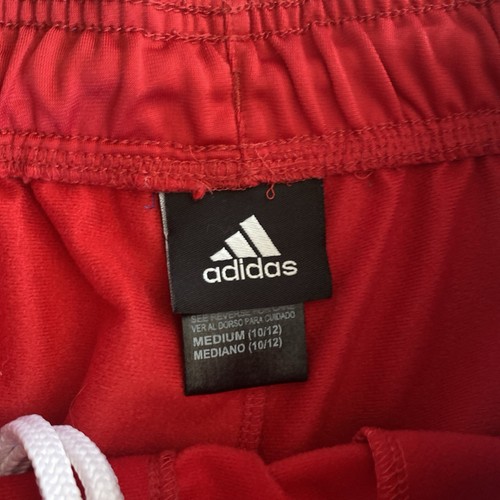 adidas
SEE REVERSE FOR CARE
VER AL DORSO PARA CUIDADO
MEDIUM (10/12)
MEDIANO (10/12)